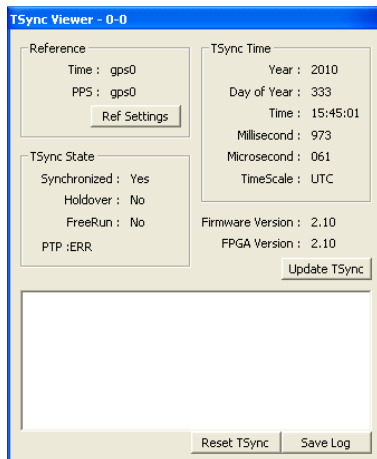 TSync Viewer - 0-0
Reference
Time : gps0
PPS : gps0
Ref Settings
TSync State
Synchronized : Yes
Holdover : No
FreeRun : No
PTP :ERR
TSync Time
Year : 2010
Day of Year : 333
Time : 15:45:01
Millisecond : 973
Microsecond : 061
TimeScale : UTC
Firmware Version : 2.10
FPGA Version : 2.10
Update TSync
Reset TSync
Save Log